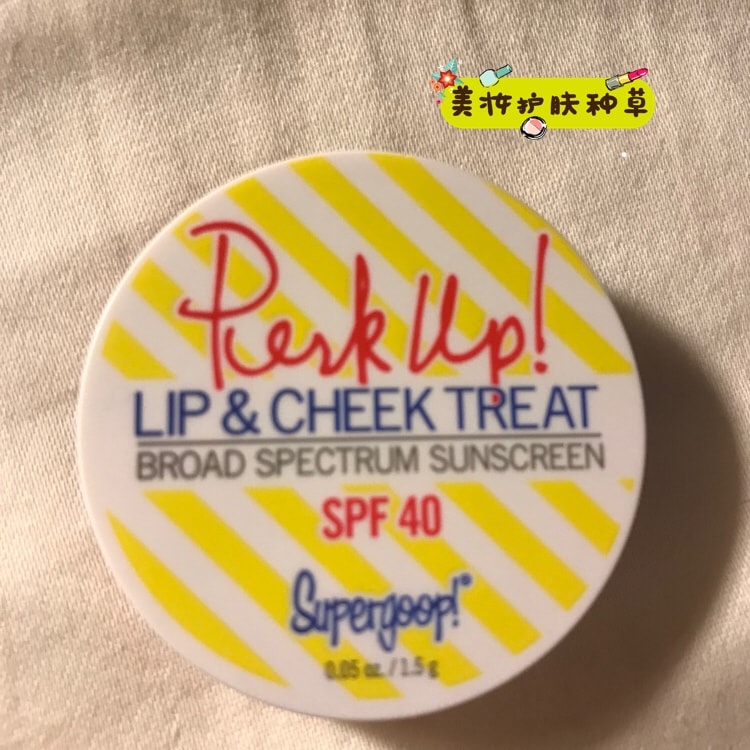 美妆护肤种草
Perk Up!
LIP & CHEEK TREAT
BROAD SPECTRUM SUNSCREEN
SPF 40
Supergoop!®
0.05 oz. / 1.5 g